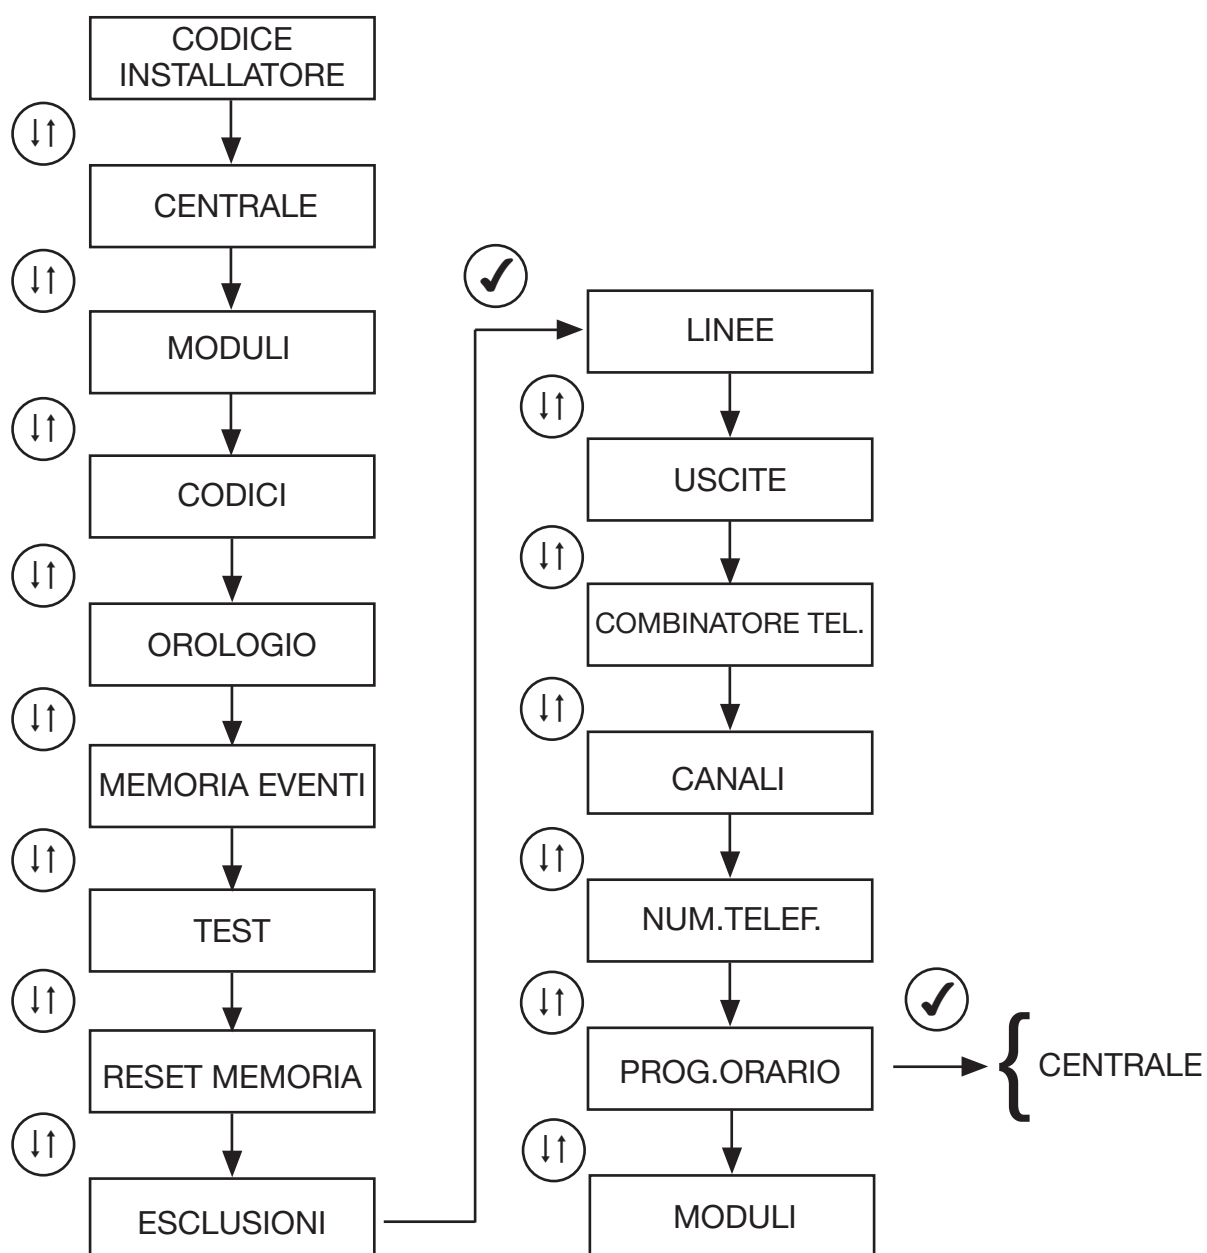 CODICE
INSTALLATORE
CENTRALE
MODULI
CODICI
OROLOGIO
MEMORIA EVENTI
TEST
RESET MEMORIA
ESCLUSIONI
LINEE
USCITE
COMBINATORE TEL.
CANALI
NUM.TELEF.
PROG.ORARIO
CENTRALE
MODULI